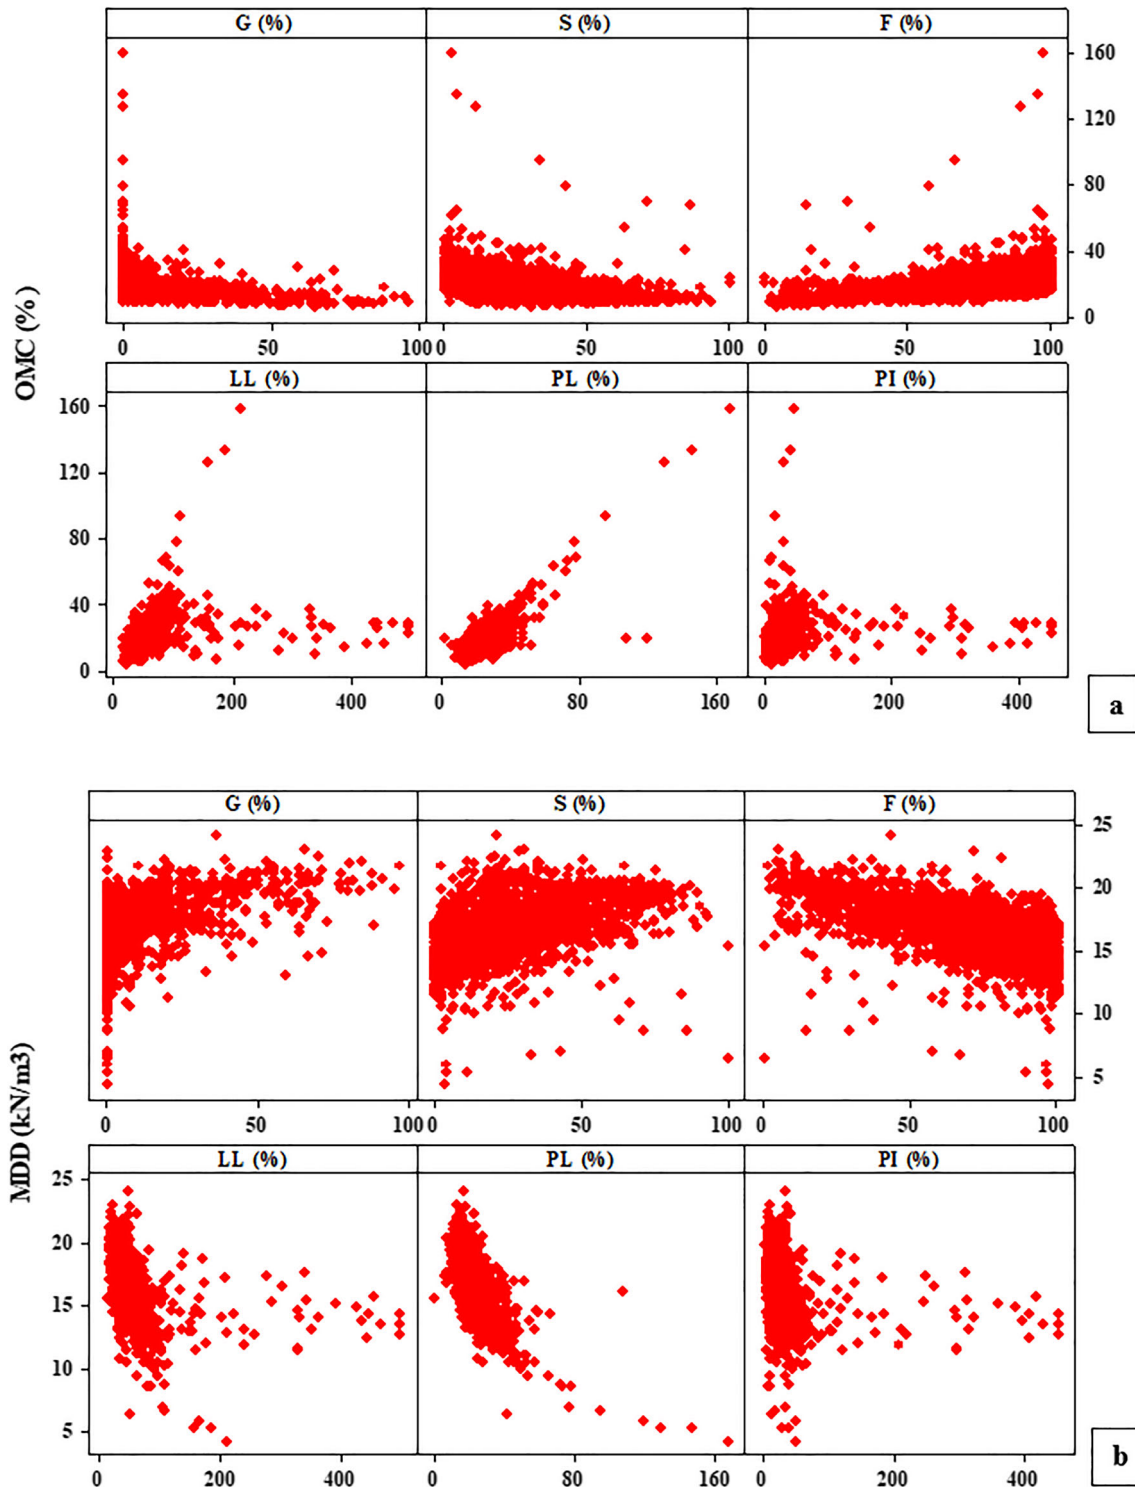 G (%) S (%) F (%)
160
120
80
40
0
0 50 100 0 50 100 0 50 100
OMC (%)
LL (%) PL (%) PI (%)
160
120
80
40
0
0 200 400 0 80 160 0 200 400
a
G (%) S (%) F (%)
25
20
15
10
5
0 50 100 0 50 100 0 50 100
MDD (kN/m3)
LL (%) PL (%) PI (%)
25
20
15
10
5
0 200 400 0 80 160 0 200 400
b